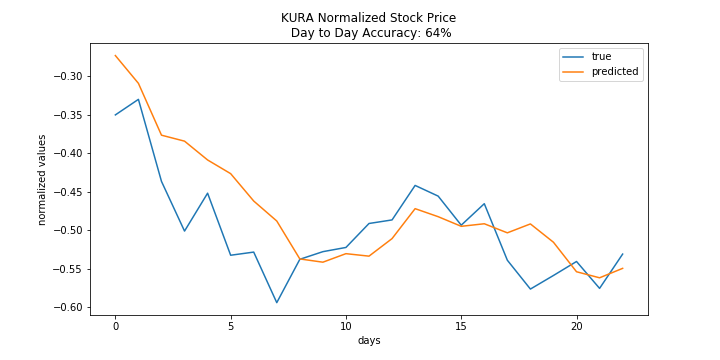 KURA Normalized Stock Price
Day to Day Accuracy: 64%
true
predicted
normalized values
−0.30
−0.35
−0.40
−0.45
−0.50
−0.55
−0.60
0
5
10
15
20
days